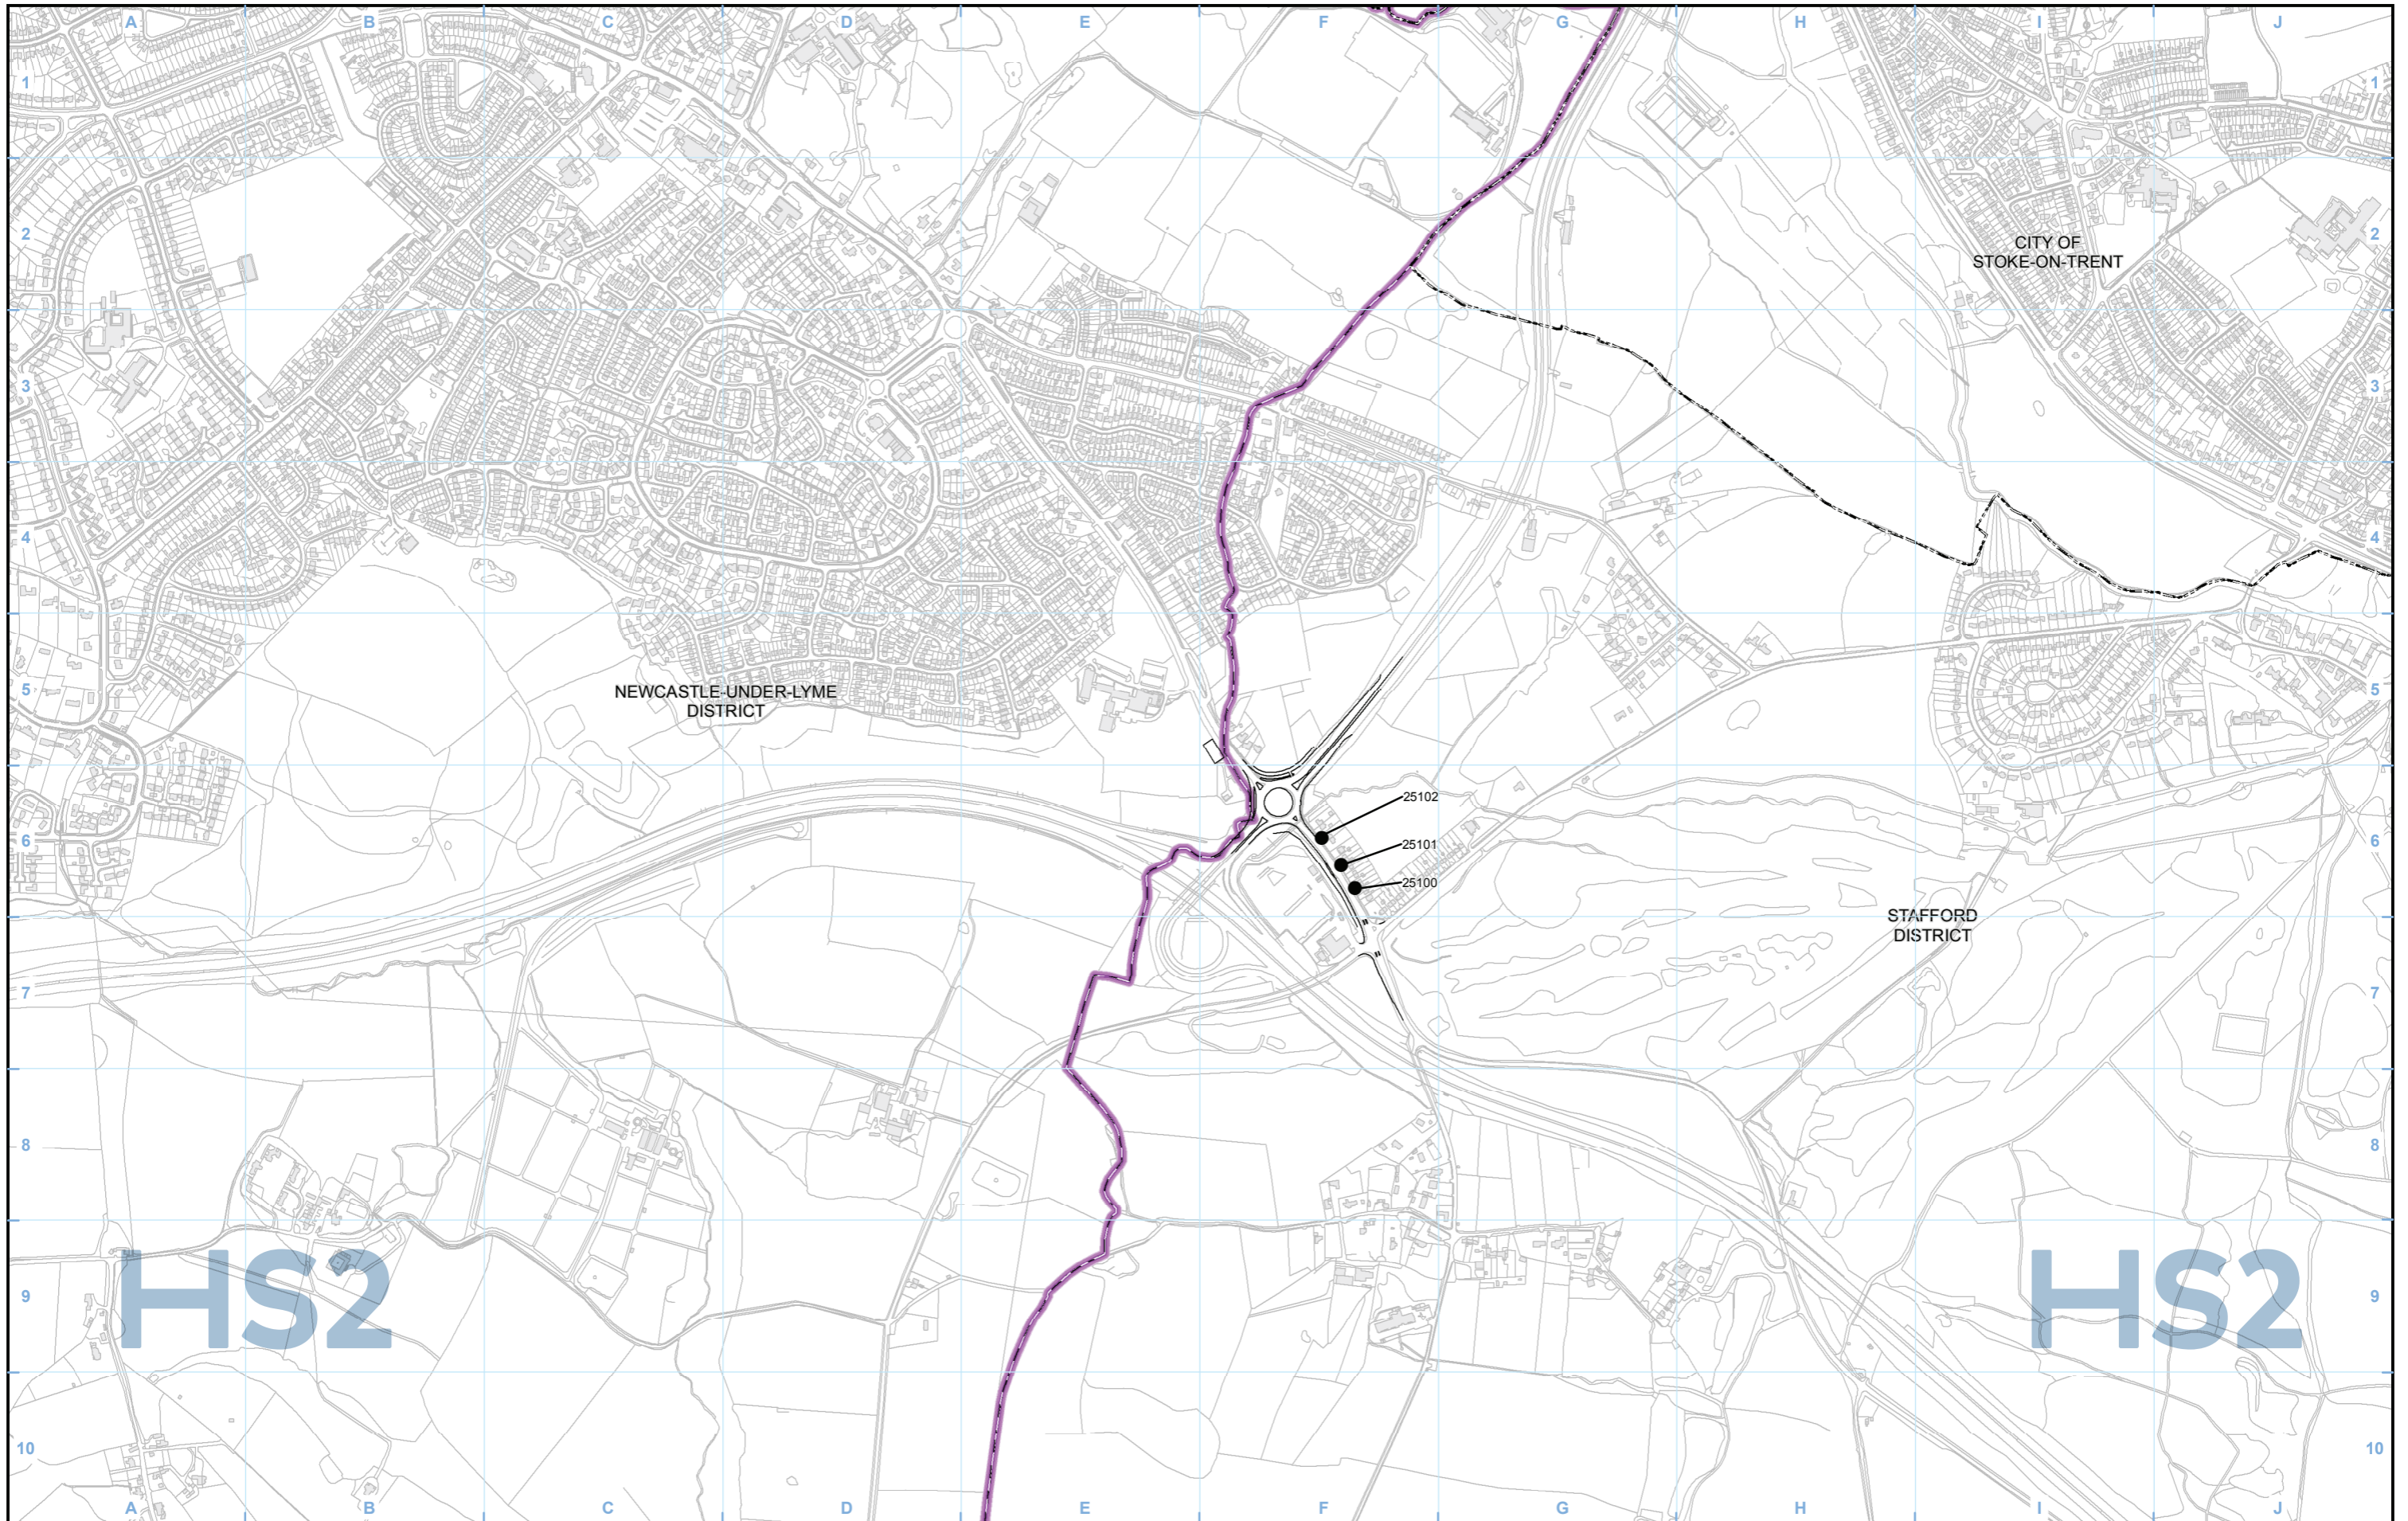 A B C D E F G H I J
1 1
2 2
CITY OF
STOKE-ON-TRENT
3 3
4 4
5 5
NEWCASTLE-UNDER-LYME
DISTRICT
25102
6 6
25101
25100
STAFFORD
DISTRICT
7 7
8 8
HS2 HS2
9 9
10 10
A B C D E F G H I J